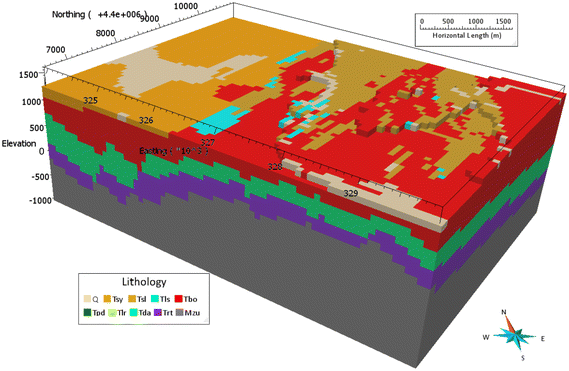 Northing ( +4.4e+006)
10000
9000
8000
7000
0 500 1000 1500
Horizontal Length (m)
1500
1000
500
Elevation
0
-500
-1000
325
326
327
328
329
Lithology
Q Tsy Tsl Tls Tbo
Tpd Tlr Tda Trt Mzu
N
W E
S